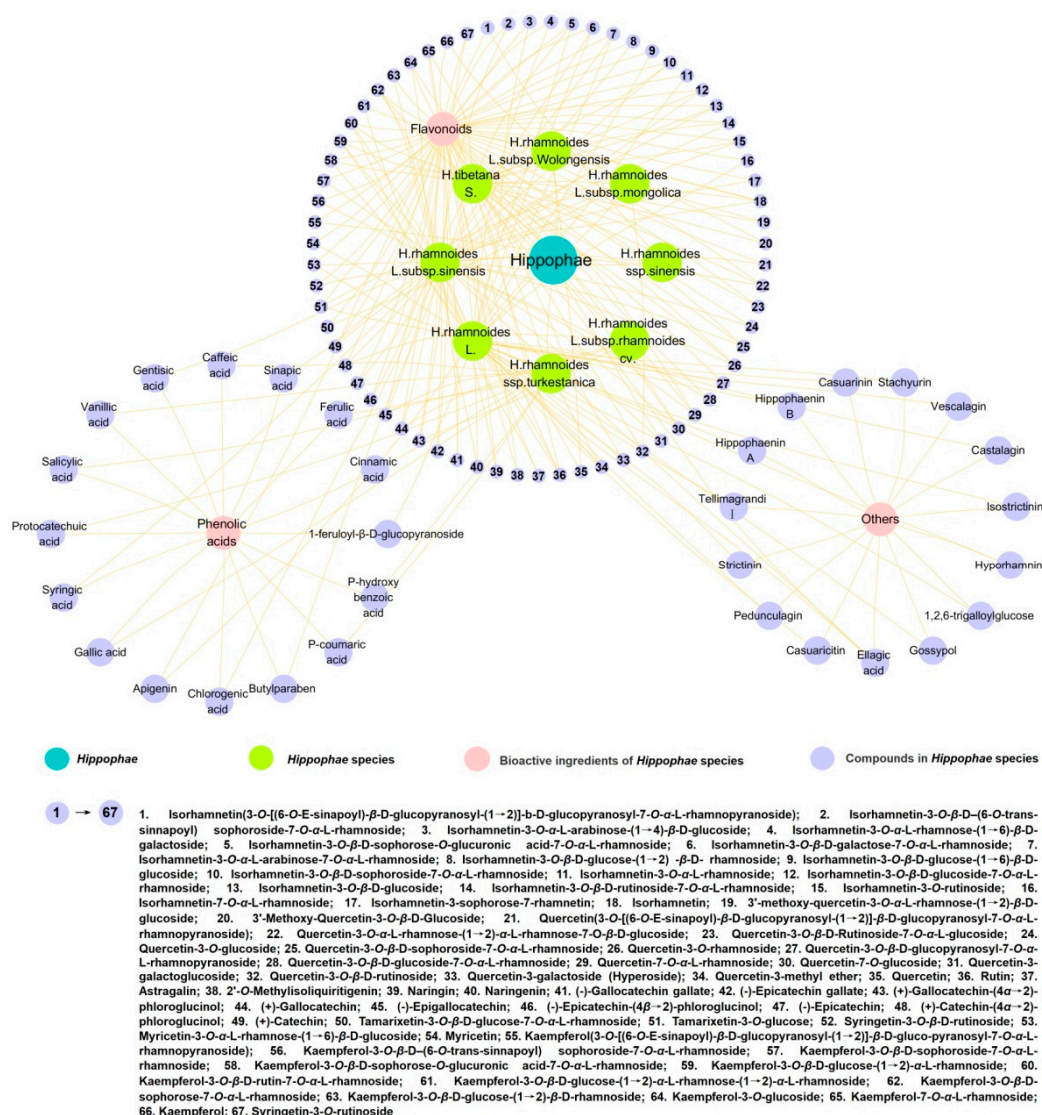 1
2
3
4
5
6
7
8
9
10
11
12
13
14
15
16
17
18
19
20
21
22
23
24
25
26
27
28
29
30
31
32
33
34
35
36
37
38
39
40
41
42
43
44
45
46
47
48
49
50
51
52
53
54
55
56
57
58
59
60
61
62
63
64
65
66
67
Flavonoids
H.rhamnoides
L.subsp.Wolongensis
H.tibetana
S.
H.rhamnoides
L.subsp.mongolica
H.rhamnoides
L.subsp.sinensis
Hippophae
H.rhamnoides
ssp.sinensis
H.rhamnoides
L.
H.rhamnoides
L.subsp.rhamnoides
cv.
H.rhamnoides
ssp.turkestanica
Gentisic
acid
Caffeic
acid
Sinapic
acid
Vanillic
acid
Ferulic
acid
Salicylic
acid
Cinnamic
acid
Protocatechuic
acid
Phenolic
acids
1-feruloyl-β-D-glucopyranoside
Syringic
acid
P-hydroxy
benzoic
acid
Gallic acid
P-coumaric
acid
Apigenin
Chlorogenic
acid
Butylparaben
Casuarinin
Stachyurin
Hippophaenin
B
Vescalagin
Hippophaenin
A
Castalagin
Tellimagrandi
I
Others
Isostrictinin
Strictinin
Hyporhamnin
Pedunculagin
1,2,6-trigalloylglucose
Casuaricitin
Ellagic
acid
Gossypol
Hippophae
Hippophae species
Bioactive ingredients of Hippophae species
Compounds in Hippophae species
1 → 67
1. Isorhamnetin(3-O-[(6-O-E-sinapoyl)-β-D-glucopyranosyl-(1→2)]-b-D-glucopyranosyl-7-O-α-L-rhamnopyranoside); 2. Isorhamnetin-3-O-β-D–(6-O-trans-
sinnapoyl) sophoroside-7-O-α-L-rhamnoside; 3. Isorhamnetin-3-O-α-L-arabinose-(1→4)-β-D-glucoside; 4. Isorhamnetin-3-O-α-L-rhamnose-(1→6)-β-D-
galactoside; 5. Isorhamnetin-3-O-β-D-sophorose-O-glucuronic acid-7-O-α-L-rhamnoside; 6. Isorhamnetin-3-O-β-D-galactose-7-O-α-L-rhamnoside; 7.
Isorhamnetin-3-O-α-L-arabinose-7-O-α-L-rhamnoside; 8. Isorhamnetin-3-O-β-D-glucose-(1→2) -β-D- rhamnoside; 9. Isorhamnetin-3-O-β-D-glucose-(1→6)-β-D-
glucoside; 10. Isorhamnetin-3-O-β-D-sophoroside-7-O-α-L-rhamnoside; 11. Isorhamnetin-3-O-α-L-rhamnoside; 12. Isorhamnetin-3-O-β-D-glucoside-7-O-α-L-
rhamnoside; 13. Isorhamnetin-3-O-β-D-glucoside; 14. Isorhamnetin-3-O-β-D-rutinoside-7-O-α-L-rhamnoside; 15. Isorhamnetin-3-O-rutinoside; 16.
Isorhamnetin-7-O-α-L-rhamnoside; 17. Isorhamnetin-3-sophorose-7-rhamnetin; 18. Isorhamnetin; 19. 3'-methoxy-quercetin-3-O-α-L-rhamnose-(1→2)-β-D-
glucoside; 20. 3'-Methoxy-Quercetin-3-O-β-D-Glucoside; 21. Quercetin(3-O-[(6-O-E-sinapoyl)-β-D-glucopyranosyl-(1→2)]-β-D-glucopyranosyl-7-O-α-L-
rhamnopyranoside); 22. Quercetin-3-O-α-L-rhamnose-(1→2)-α-L-rhamnose-7-O-β-D-glucoside; 23. Quercetin-3-O-β-D-Rutinoside-7-O-α-L-glucoside; 24.
Quercetin-3-O-glucoside; 25. Quercetin-3-O-β-D-sophoroside-7-O-α-L-rhamnoside; 26. Quercetin-3-O-rhamnoside; 27. Quercetin-3-O-β-D-glucopyranosyl-7-O-α-
L-rhamnopyranoside; 28. Quercetin-3-O-β-D-glucoside-7-O-α-L-rhamnoside; 29. Quercetin-7-O-α-L-rhamnoside; 30. Quercetin-7-O-glucoside; 31. Quercetin-3-
galactoglucoside; 32. Quercetin-3-O-β-D-rutinoside; 33. Quercetin-3-galactoside (Hyperoside); 34. Quercetin-3-methyl ether; 35. Quercetin; 36. Rutin; 37.
Astragalin; 38. 2'-O-Methylisoliquiritigenin; 39. Naringin; 40. Naringenin; 41. (-)-Gallocatechin gallate; 42. (-)-Epicatechin gallate; 43. (+)-Gallocatechin-(4α→2)-
phloroglucinol; 44. (+)-Gallocatechin; 45. (-)-Epigallocatechin; 46. (-)-Epicatechin-(4β→2)-phloroglucinol; 47. (-)-Epicatechin; 48. (+)-Catechin-(4α→2)-
phloroglucinol; 49. (+)-Catechin; 50. Tamarixetin-3-O-β-D-glucose-7-O-α-L-rhamnoside; 51. Tamarixetin-3-O-glucoside; 52. Syringetin-3-O-β-D-rutinoside; 53.
Myricetin-3-O-α-L-rhamnose-(1→6)-β-D-glucoside; 54. Myricetin; 55. Kaempferol(3-O-[(6-O-E-sinapoyl)-β-D-glucopyranosyl-(1→2)]-β-D-gluco-pyranosyl-7-O-α-L-
rhamnopyranoside); 56. Kaempferol-3-O-β-D–(6-O-trans-sinnapoyl) sophoroside-7-O-α-L-rhamnoside; 57. Kaempferol-3-O-β-D-sophoroside-7-O-α-L-
rhamnoside; 58. Kaempferol-3-O-β-D-sophorose-O-glucuronic acid-7-O-α-L-rhamnoside; 59. Kaempferol-3-O-β-D-glucose-(1→2)-α-L-rhamnoside; 60.
Kaempferol-3-O-β-D-rutin-7-O-α-L-rhamnoside; 61. Kaempferol-3-O-β-D-glucose-(1→2)-α-L-rhamnose-(1→2)-α-L-rhamnoside; 62. Kaempferol-3-O-β-D-
sophorose-7-O-α-L-rhamnoside; 63. Kaempferol-3-O-β-D-glucose-(1→2)-β-D-rhamnoside; 64. Kaempferol-3-O-glucoside; 65. Kaempferol-7-O-α-L-rhamnoside;
66. Kaempferol; 67. Syringetin-3-O-rutinoside